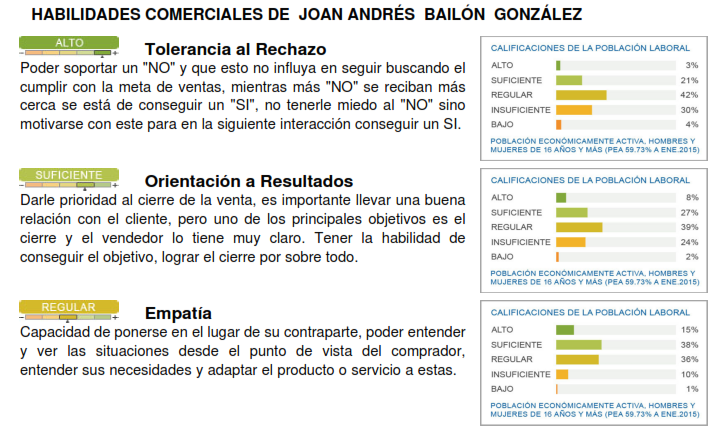 HABILIDADES COMERCIALES DE JOAN ANDRÉS BAILÓN GONZÁLEZ
ALTO
- +
Tolerancia al Rechazo
Poder soportar un "NO" y que esto no influya en seguir buscando el
cumplir con la meta de ventas, mientras más "NO" se reciban más
cerca se está de conseguir un "SI", no tenerle miedo al "NO" sino
motivarse con este para en la siguiente interacción conseguir un SI.
CALIFICACIONES DE LA POBLACIÓN LABORAL
ALTO 3%
SUFICIENTE 21%
REGULAR 42%
INSUFICIENTE 30%
BAJO 4%
POBLACIÓN ECONÓMICAMENTE ACTIVA, HOMBRES Y
MUJERES DE 16 AÑOS Y MÁS (PEA 59.73% A ENE.2015)
SUFICIENTE
- +
Orientación a Resultados
Darle prioridad al cierre de la venta, es importante llevar una buena
relación con el cliente, pero uno de los principales objetivos es el
cierre y el vendedor lo tiene muy claro. Tener la habilidad de
conseguir el objetivo, lograr el cierre por sobre todo.
CALIFICACIONES DE LA POBLACIÓN LABORAL
ALTO 8%
SUFICIENTE 27%
REGULAR 39%
INSUFICIENTE 24%
BAJO 2%
POBLACIÓN ECONÓMICAMENTE ACTIVA, HOMBRES Y
MUJERES DE 16 AÑOS Y MÁS (PEA 59.73% A ENE.2015)
REGULAR
- +
Empatía
Capacidad de ponerse en el lugar de su contraparte, poder entender
y ver las situaciones desde el punto de vista del comprador,
entender sus necesidades y adaptar el producto o servicio a estas.
CALIFICACIONES DE LA POBLACIÓN LABORAL
ALTO 15%
SUFICIENTE 38%
REGULAR 36%
INSUFICIENTE 10%
BAJO 1%
POBLACIÓN ECONÓMICAMENTE ACTIVA, HOMBRES Y
MUJERES DE 16 AÑOS Y MÁS (PEA 59.73% A ENE.2015)